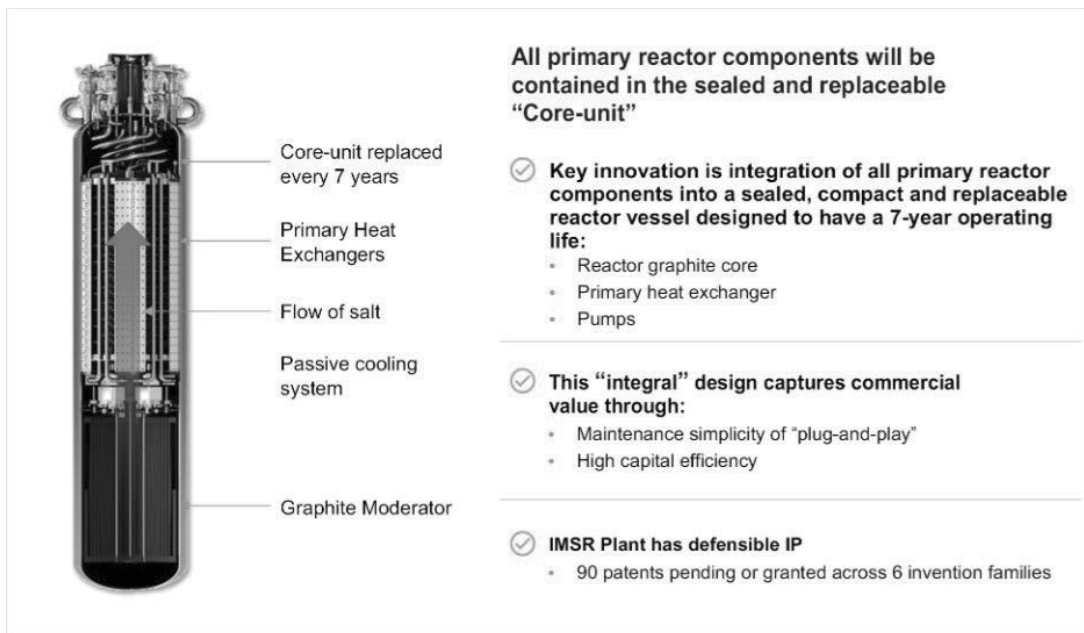 Core-unit replaced
every 7 years
Primary Heat
Exchangers
Flow of salt
Passive cooling
system
Graphite Moderator
All primary reactor components will be
contained in the sealed and replaceable
“Core-unit”
Key innovation is integration of all primary reactor
components into a sealed, compact and replaceable
reactor vessel designed to have a 7-year operating
life:
• Reactor graphite core
• Primary heat exchanger
• Pumps
This “integral” design captures commercial
value through:
• Maintenance simplicity of “plug-and-play”
• High capital efficiency
IMSR Plant has defensible IP
• 90 patents pending or granted across 6 invention families